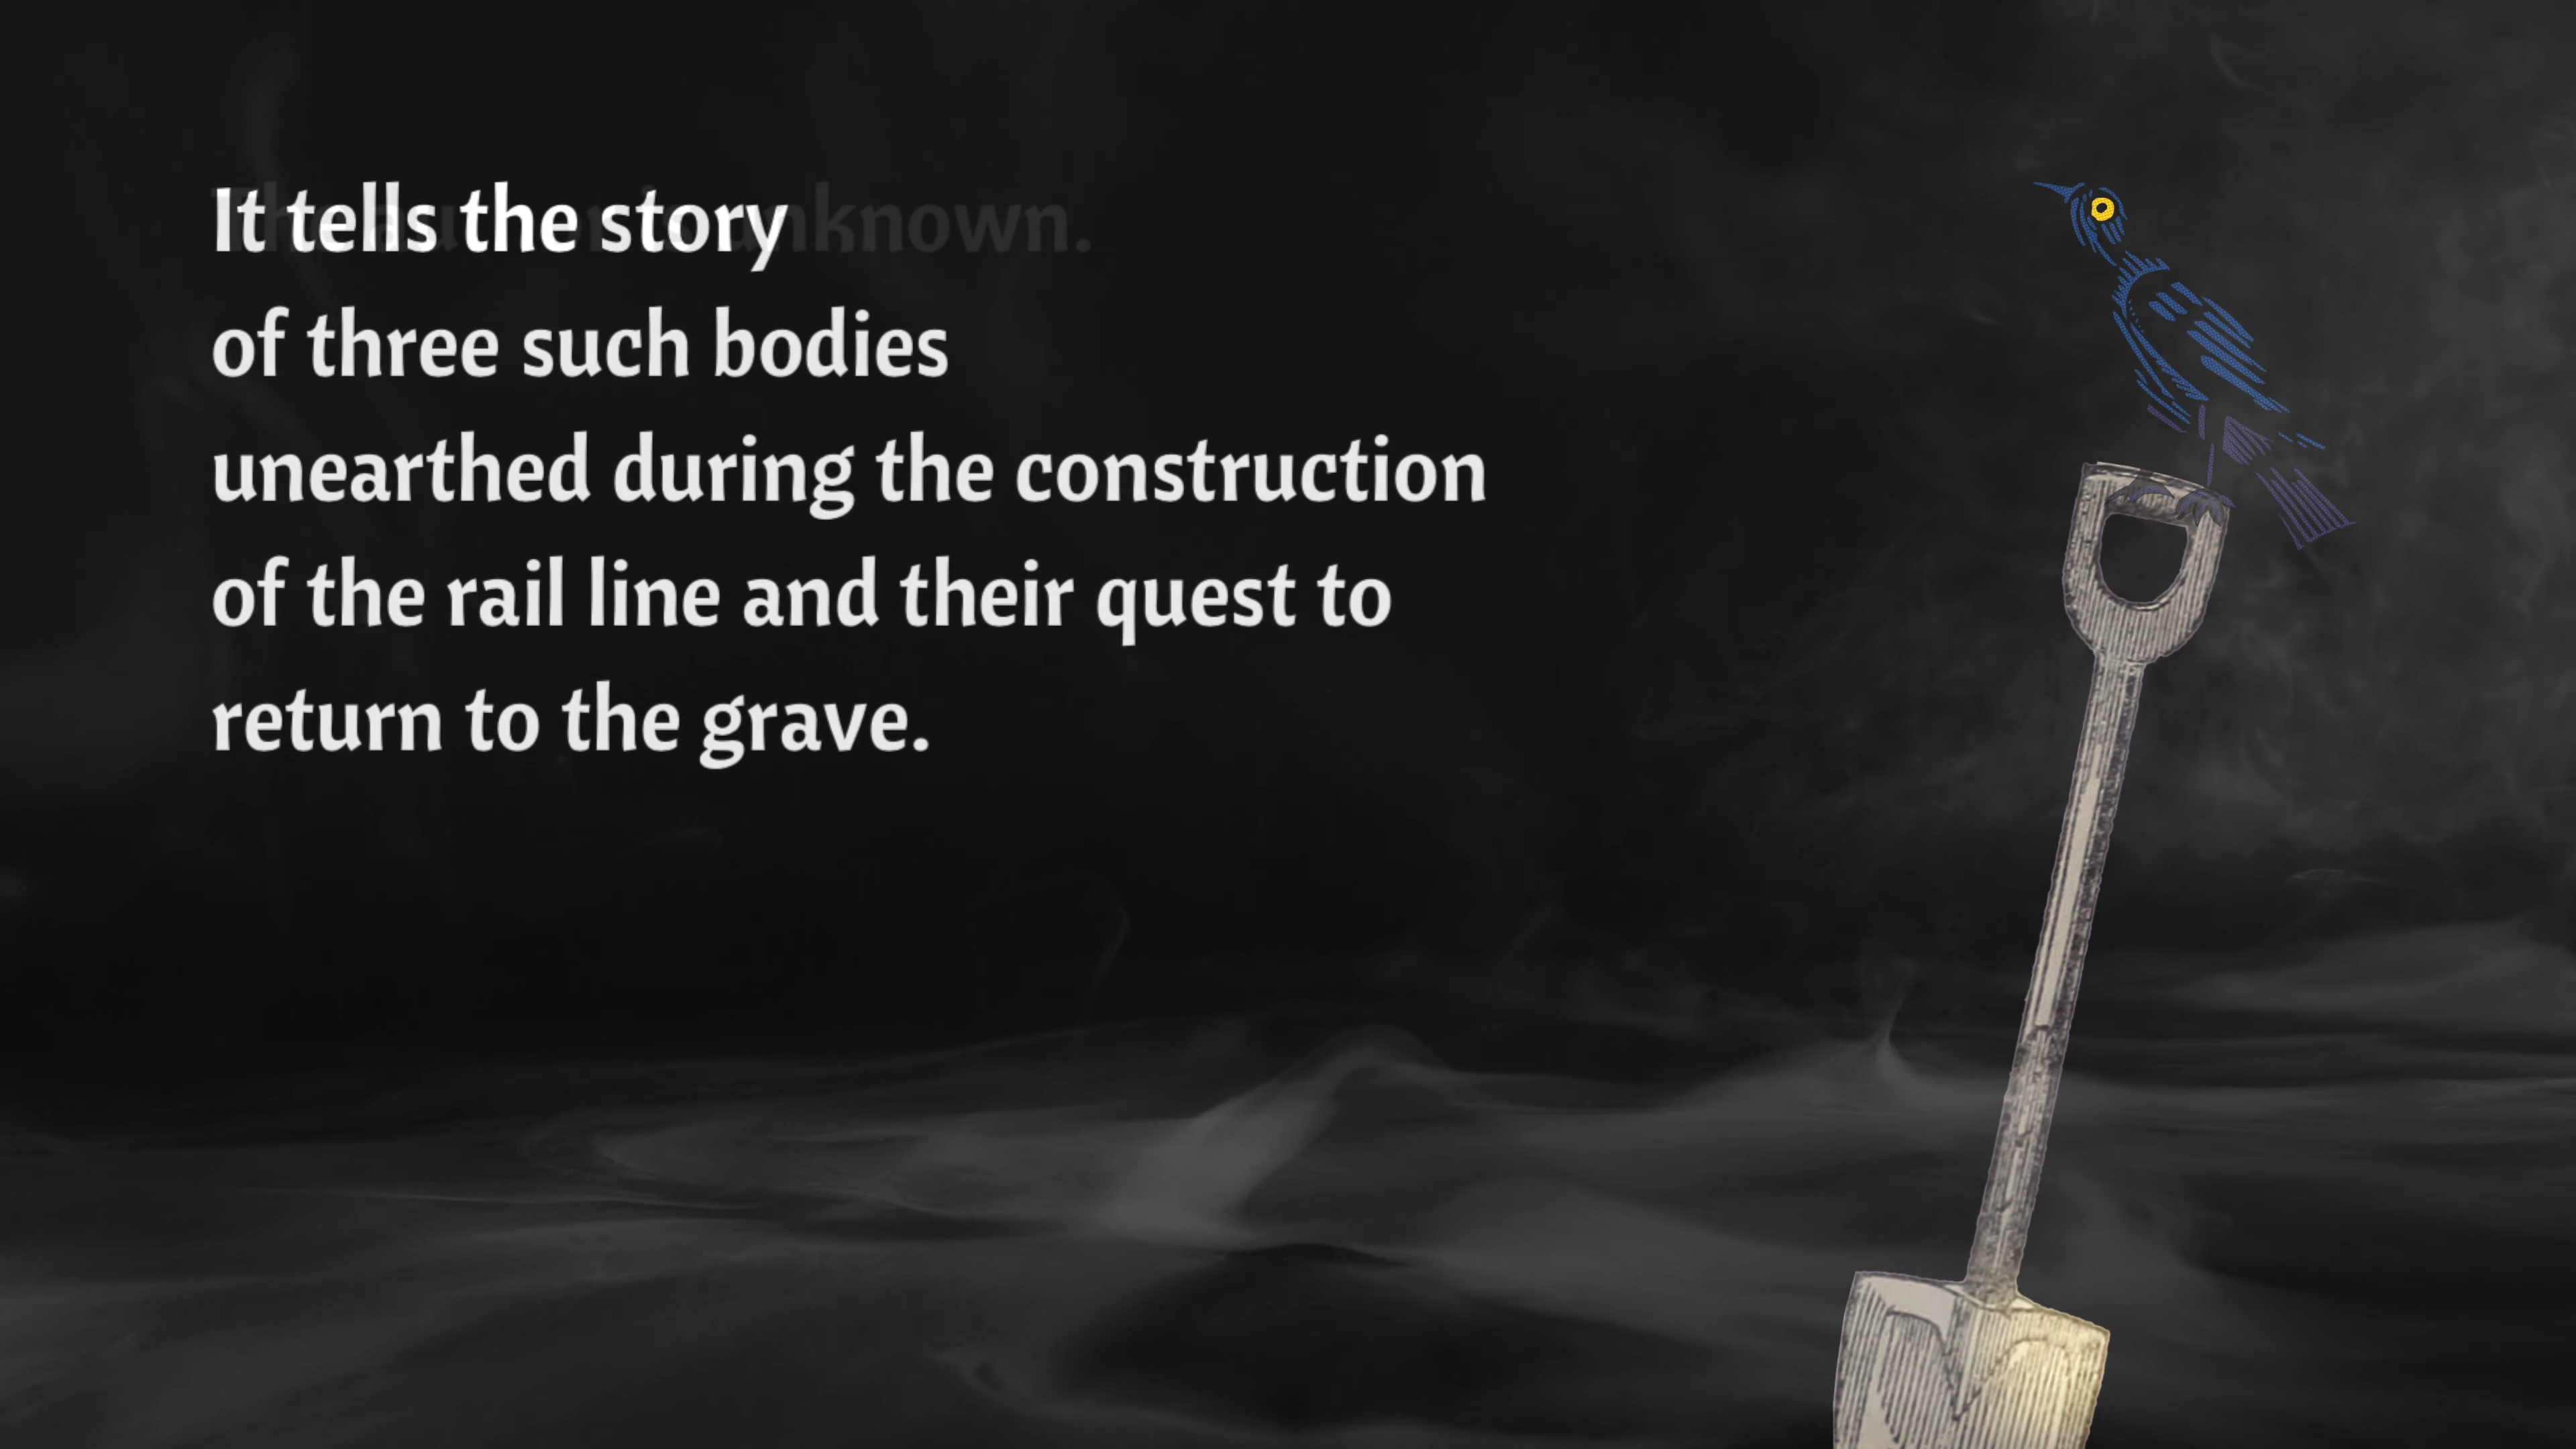 It tells the story
of three such bodies
unearthed during the construction
of the rail line and their quest to
return to the grave.
unknown.